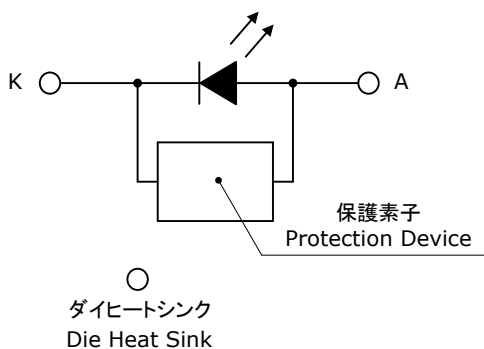 K
A
保護素子
Protection Device
ダイヒートシンク
Die Heat Sink